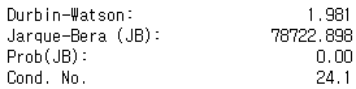 Durbin-Watson: 1.981
Jarque-Bera (JB): 78722.898
Prob(JB): 0.00
Cond. No. 24.1